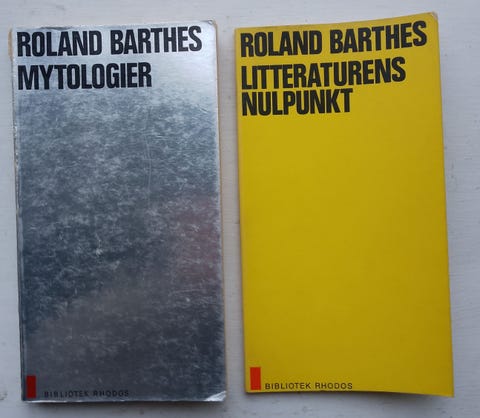 ROLAND BARTHES
MYTOLOGIER
BIBLIOTEK RHODOS
ROLAND BARTHES
LITTERATURENS
NULPUNKT
BIBLIOTEK RHODOS